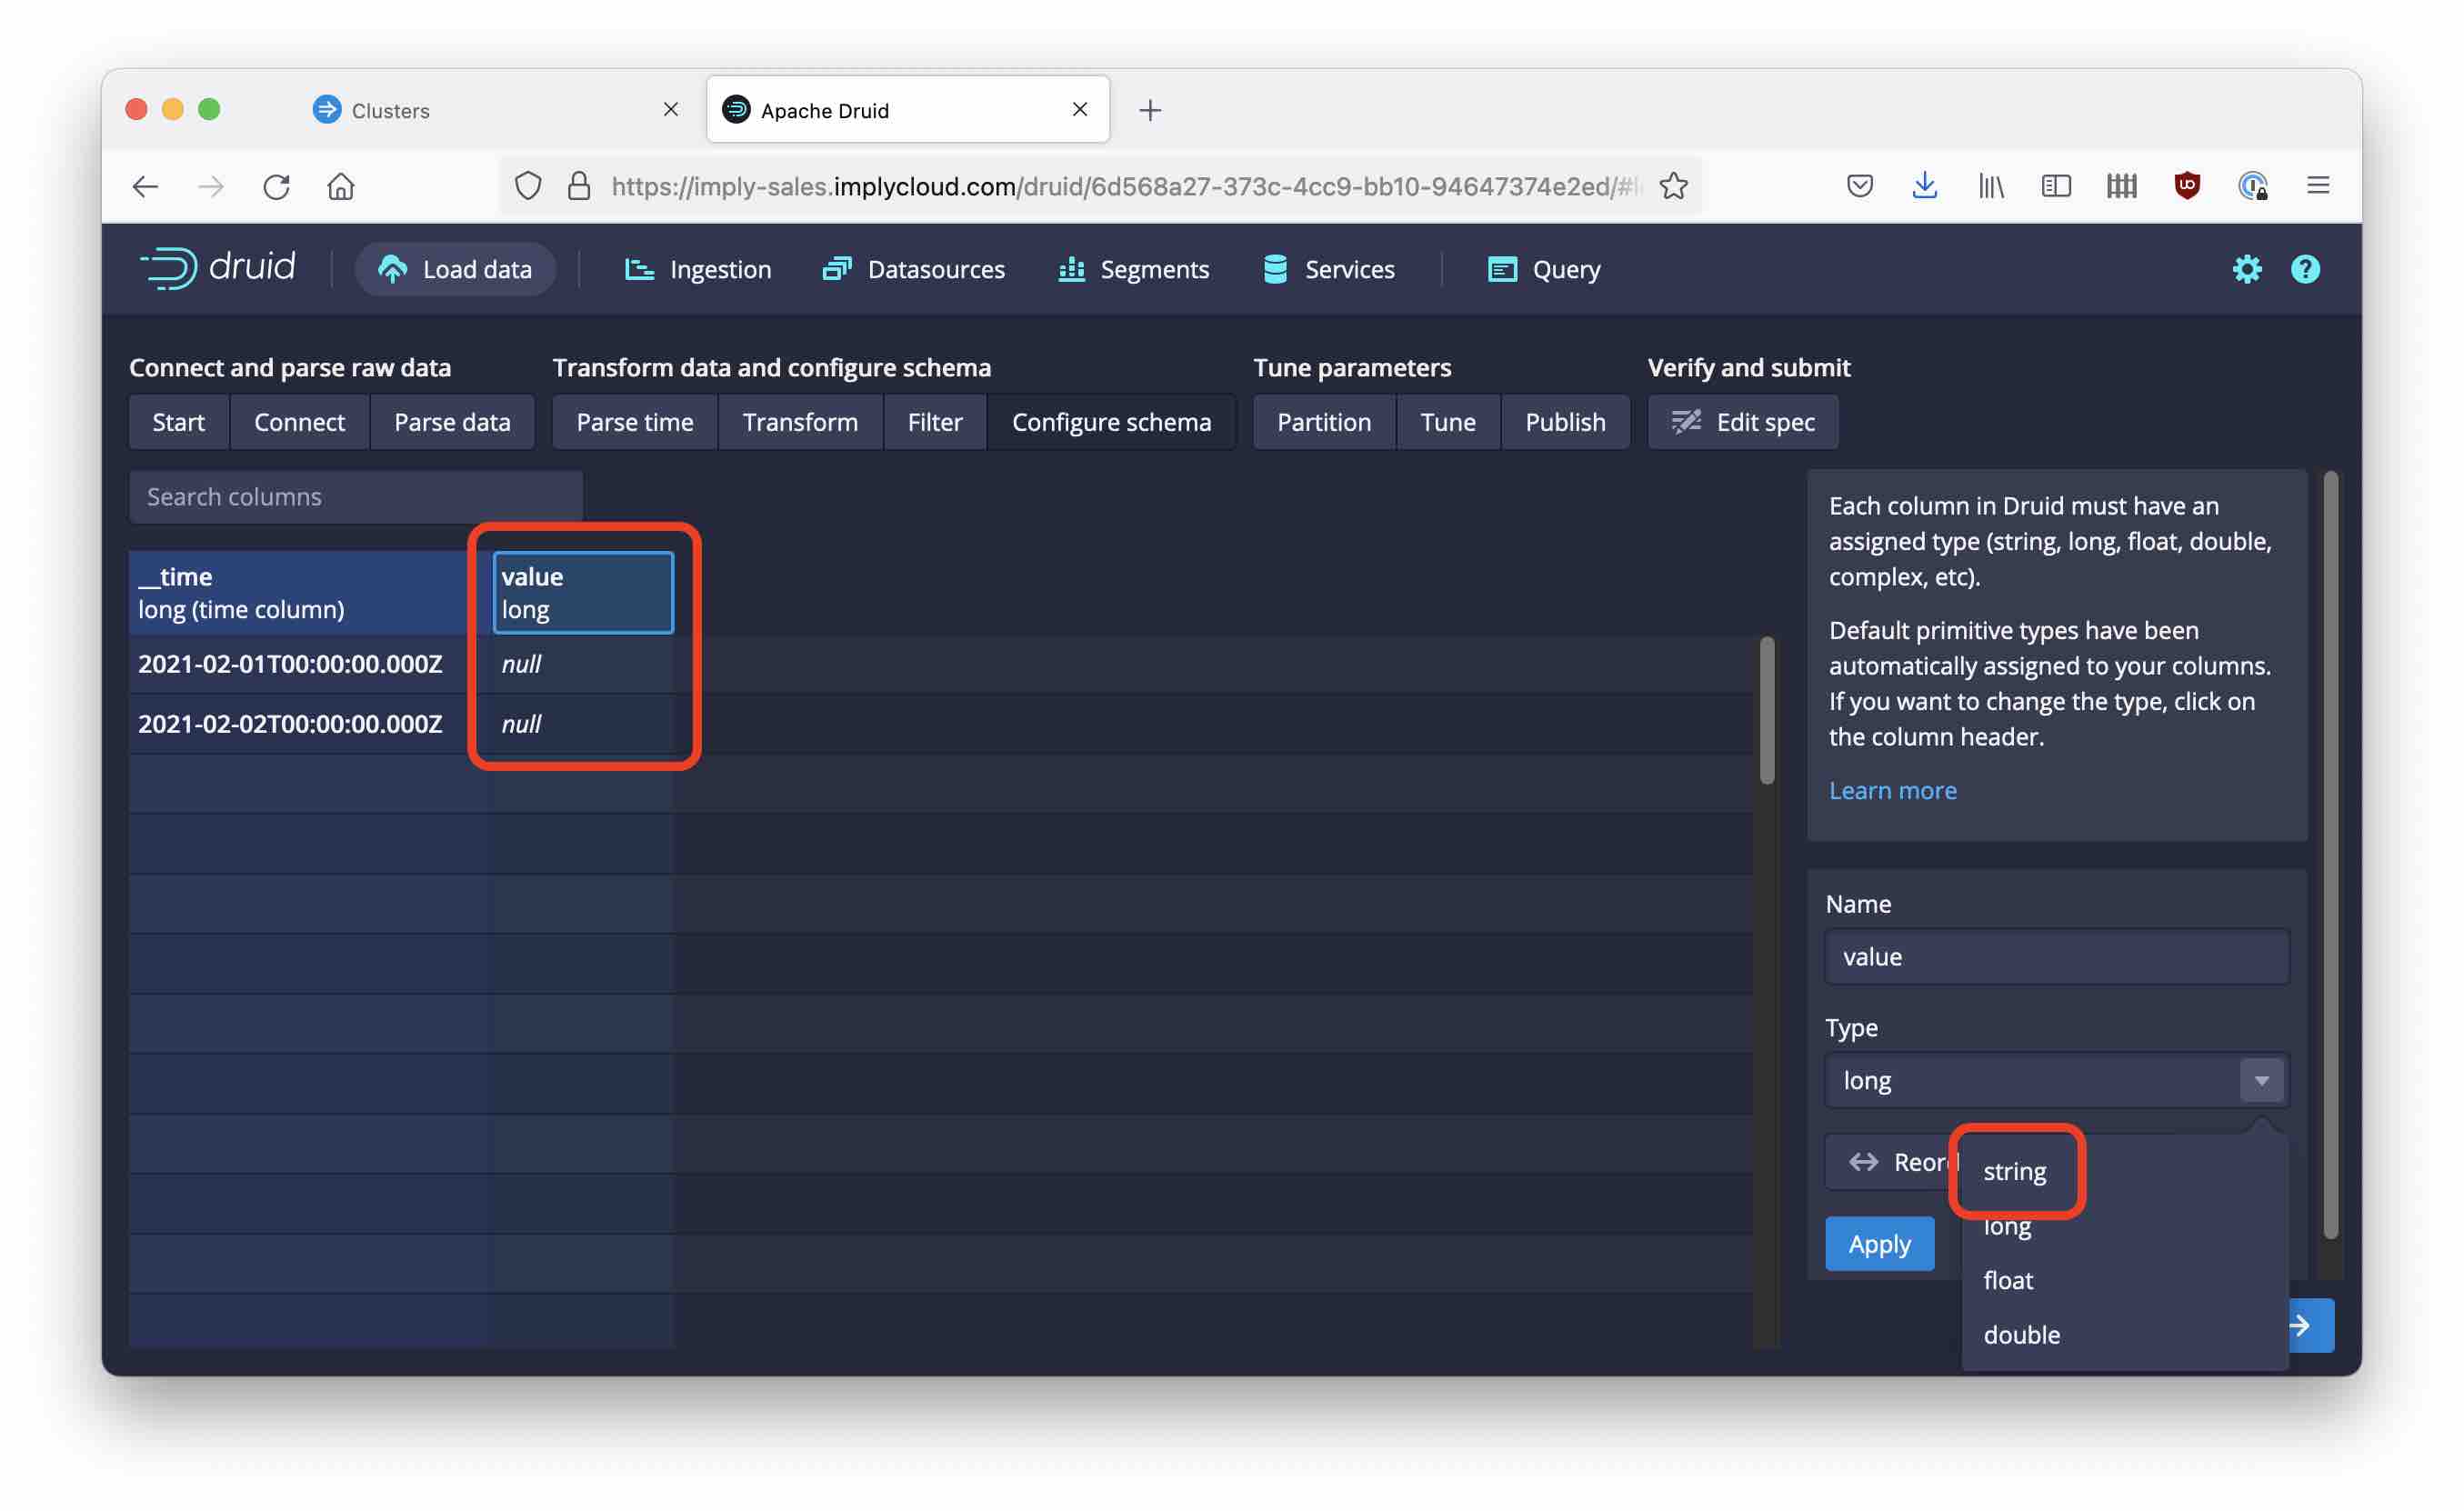 Clusters
Apache Druid
https://imply-sales.implycloud.com/druid/6d568a27-373c-4cc9-bb10-94647374e2ed/#l
druid
Load data
Ingestion
Datasources
Segments
Services
Query
Connect and parse raw data
Transform data and configure schema
Tune parameters
Verify and submit
Start
Connect
Parse data
Parse time
Transform
Filter
Configure schema
Partition
Tune
Publish
Edit spec
Search columns
__time
long (time column)
value
long
2021-02-01T00:00:00.000Z
null
2021-02-02T00:00:00.000Z
null
Each column in Druid must have an
assigned type (string, long, float, double,
complex, etc).
Default primitive types have been
automatically assigned to your columns.
If you want to change the type, click on
the column header.
Learn more
Name
value
Type
long
Reord
string
long
Apply
float
double